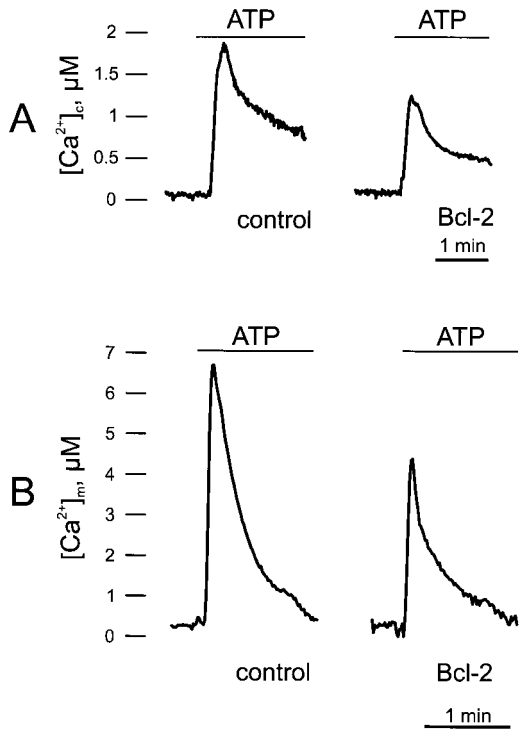 A
[Ca²⁺]c, µM
2
1.5
1
0.5
0
ATP
ATP
control
Bcl-2
1 min
B
[Ca²⁺]m, µM
7
6
5
4
3
2
1
0
ATP
ATP
control
Bcl-2
1 min